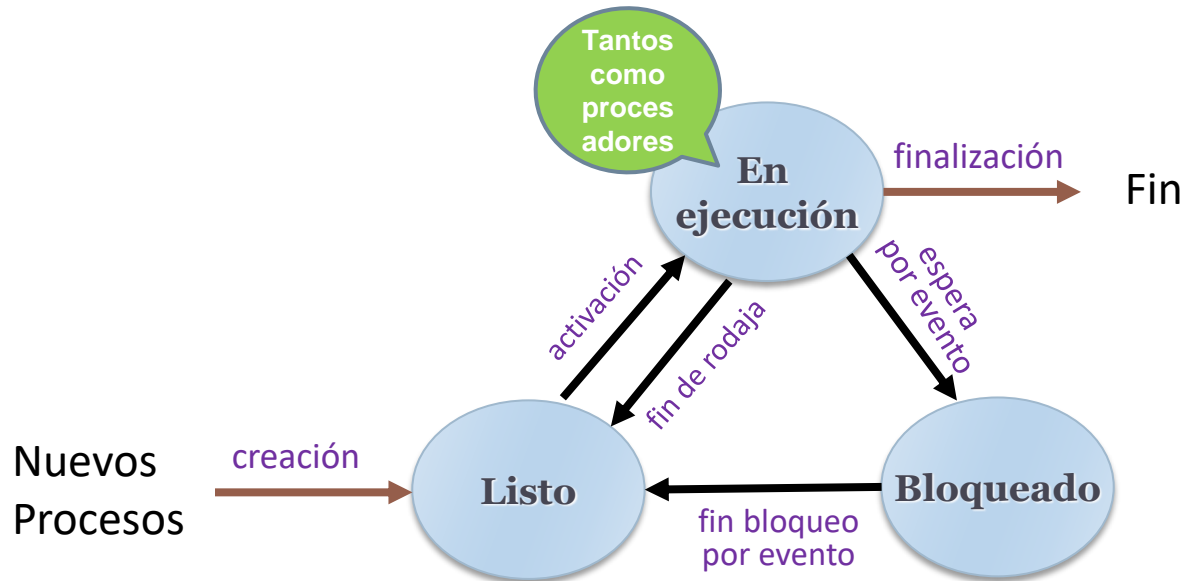 Tantos
como
proces
adores
En
ejecución
finalización
Fin
activación
fin de rodaja
espera
por evento
Nuevos
Procesos
creación
Listo
fin bloqueo
por evento
Bloqueado